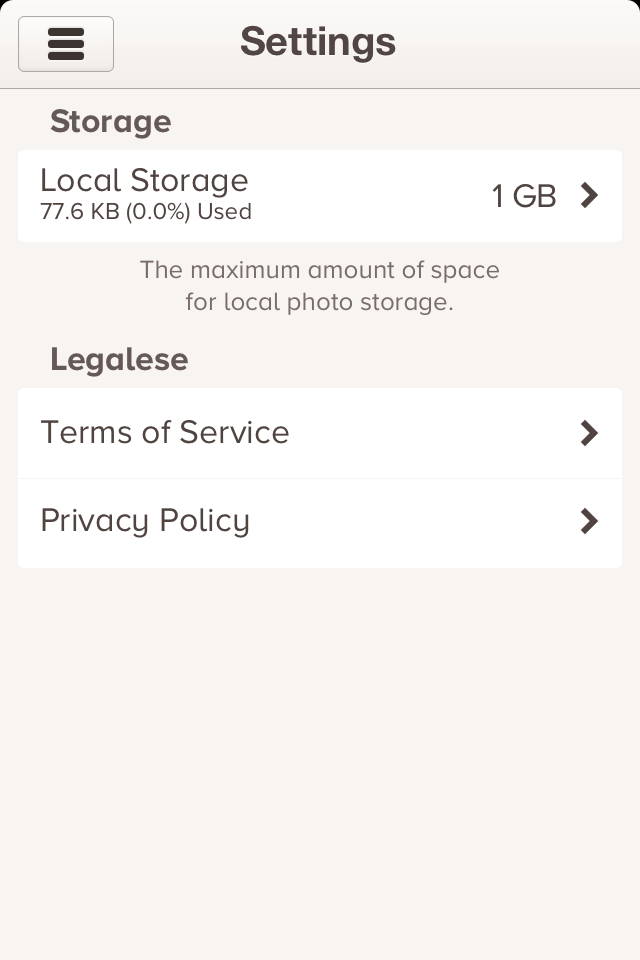 Settings
Storage
Local Storage
77.6 KB (0.0%) Used
1 GB
The maximum amount of space
for local photo storage.
Legalese
Terms of Service
Privacy Policy